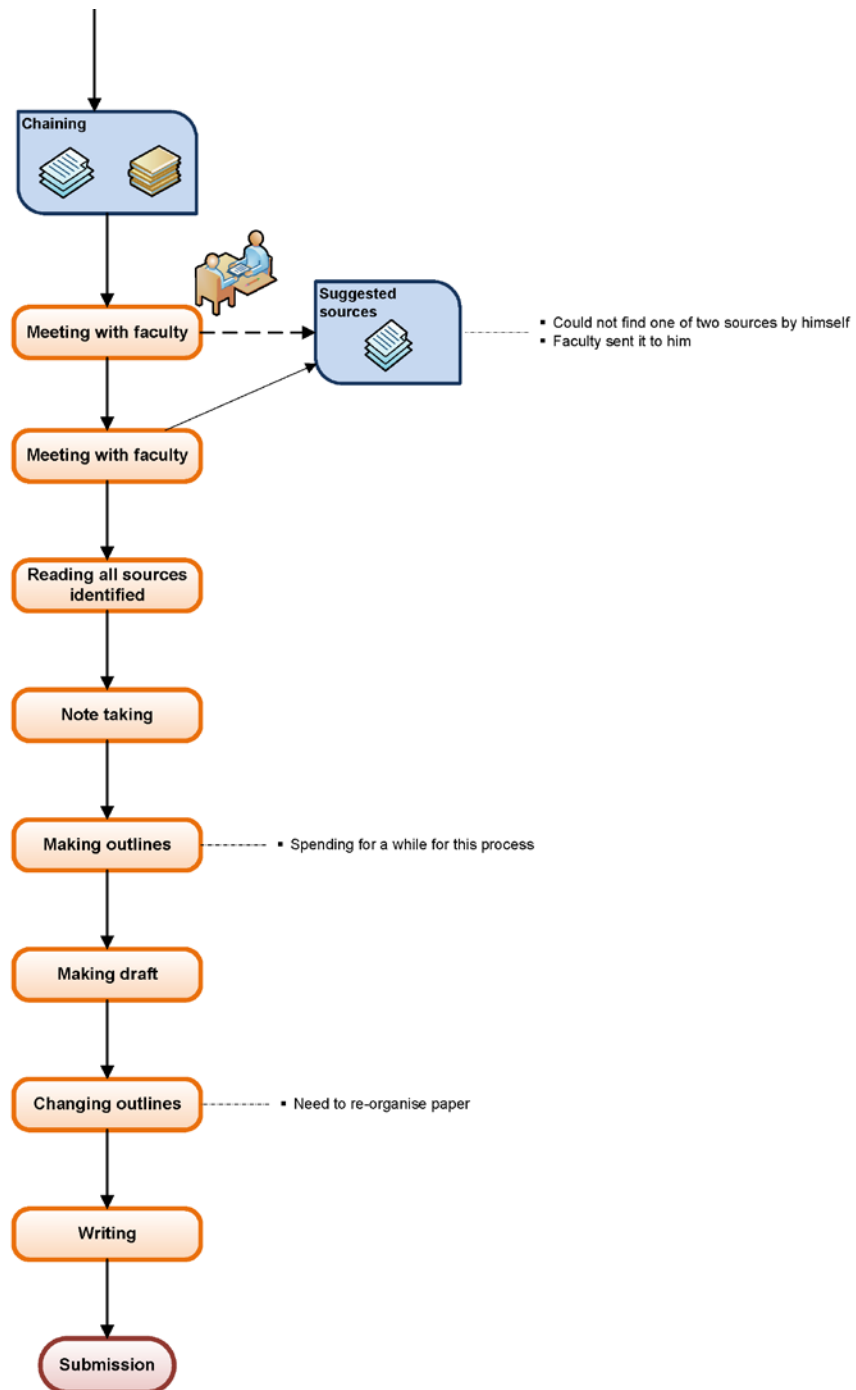 Chaining
Suggested
sources
Meeting with faculty
▪ Could not find one of two sources by himself
▪ Faculty sent it to him
Meeting with faculty
Reading all sources
identified
Note taking
Making outlines
▪ Spending for a while for this process
Making draft
Changing outlines
▪ Need to re-organise paper
Writing
Submission